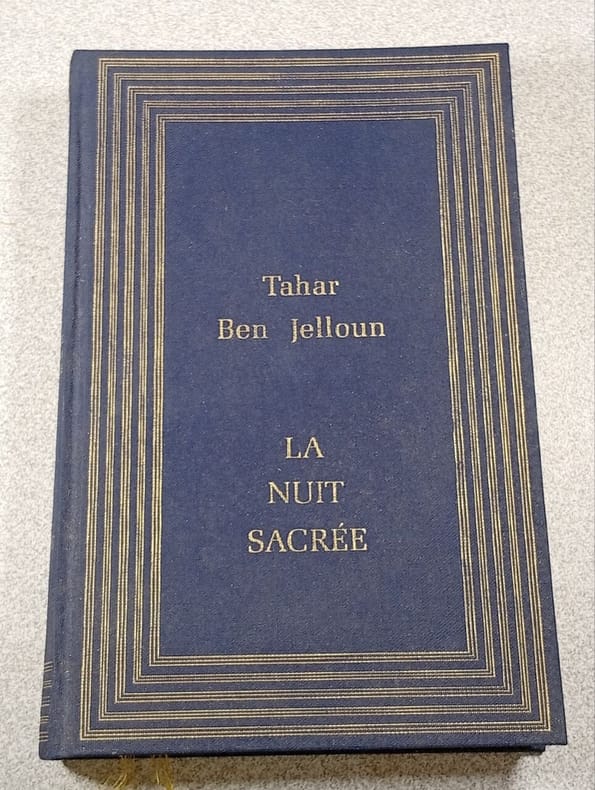 Tahar
Ben Jelloun
LA
NUIT
SACRÉE